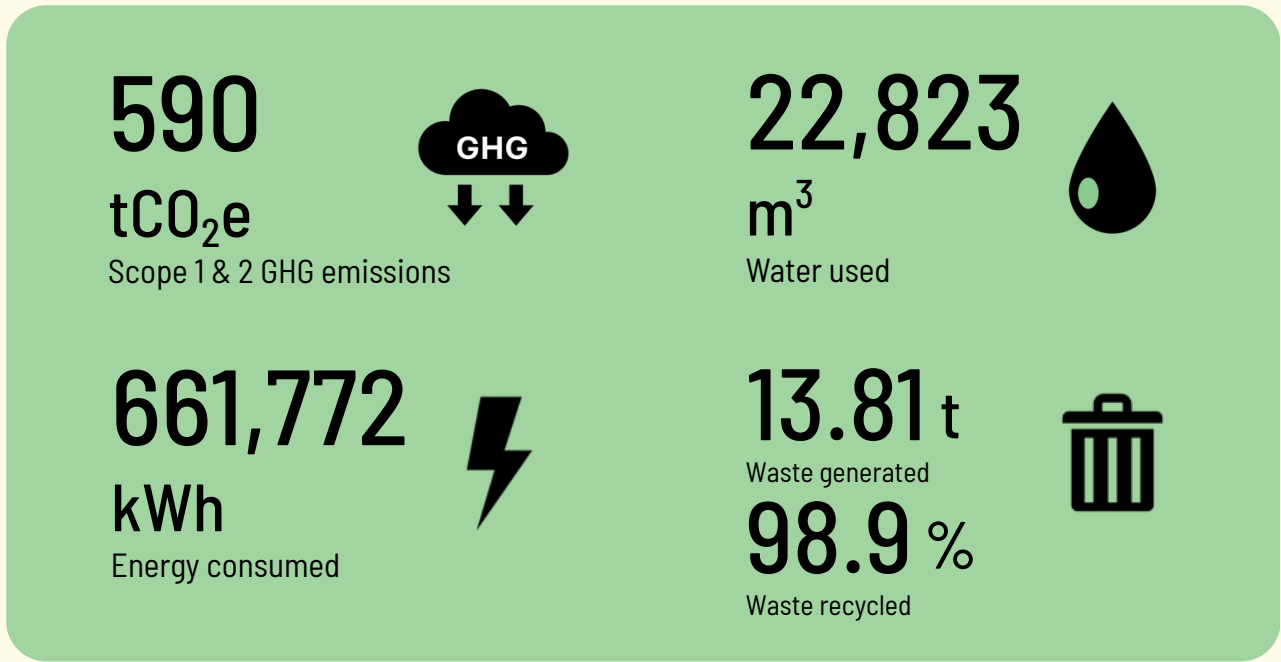 590
tCO₂e
Scope 1 & 2 GHG emissions
GHG
22,823
m³
Water used
661,772
kWh
Energy consumed
13.81 t
Waste generated
98.9 %
Waste recycled